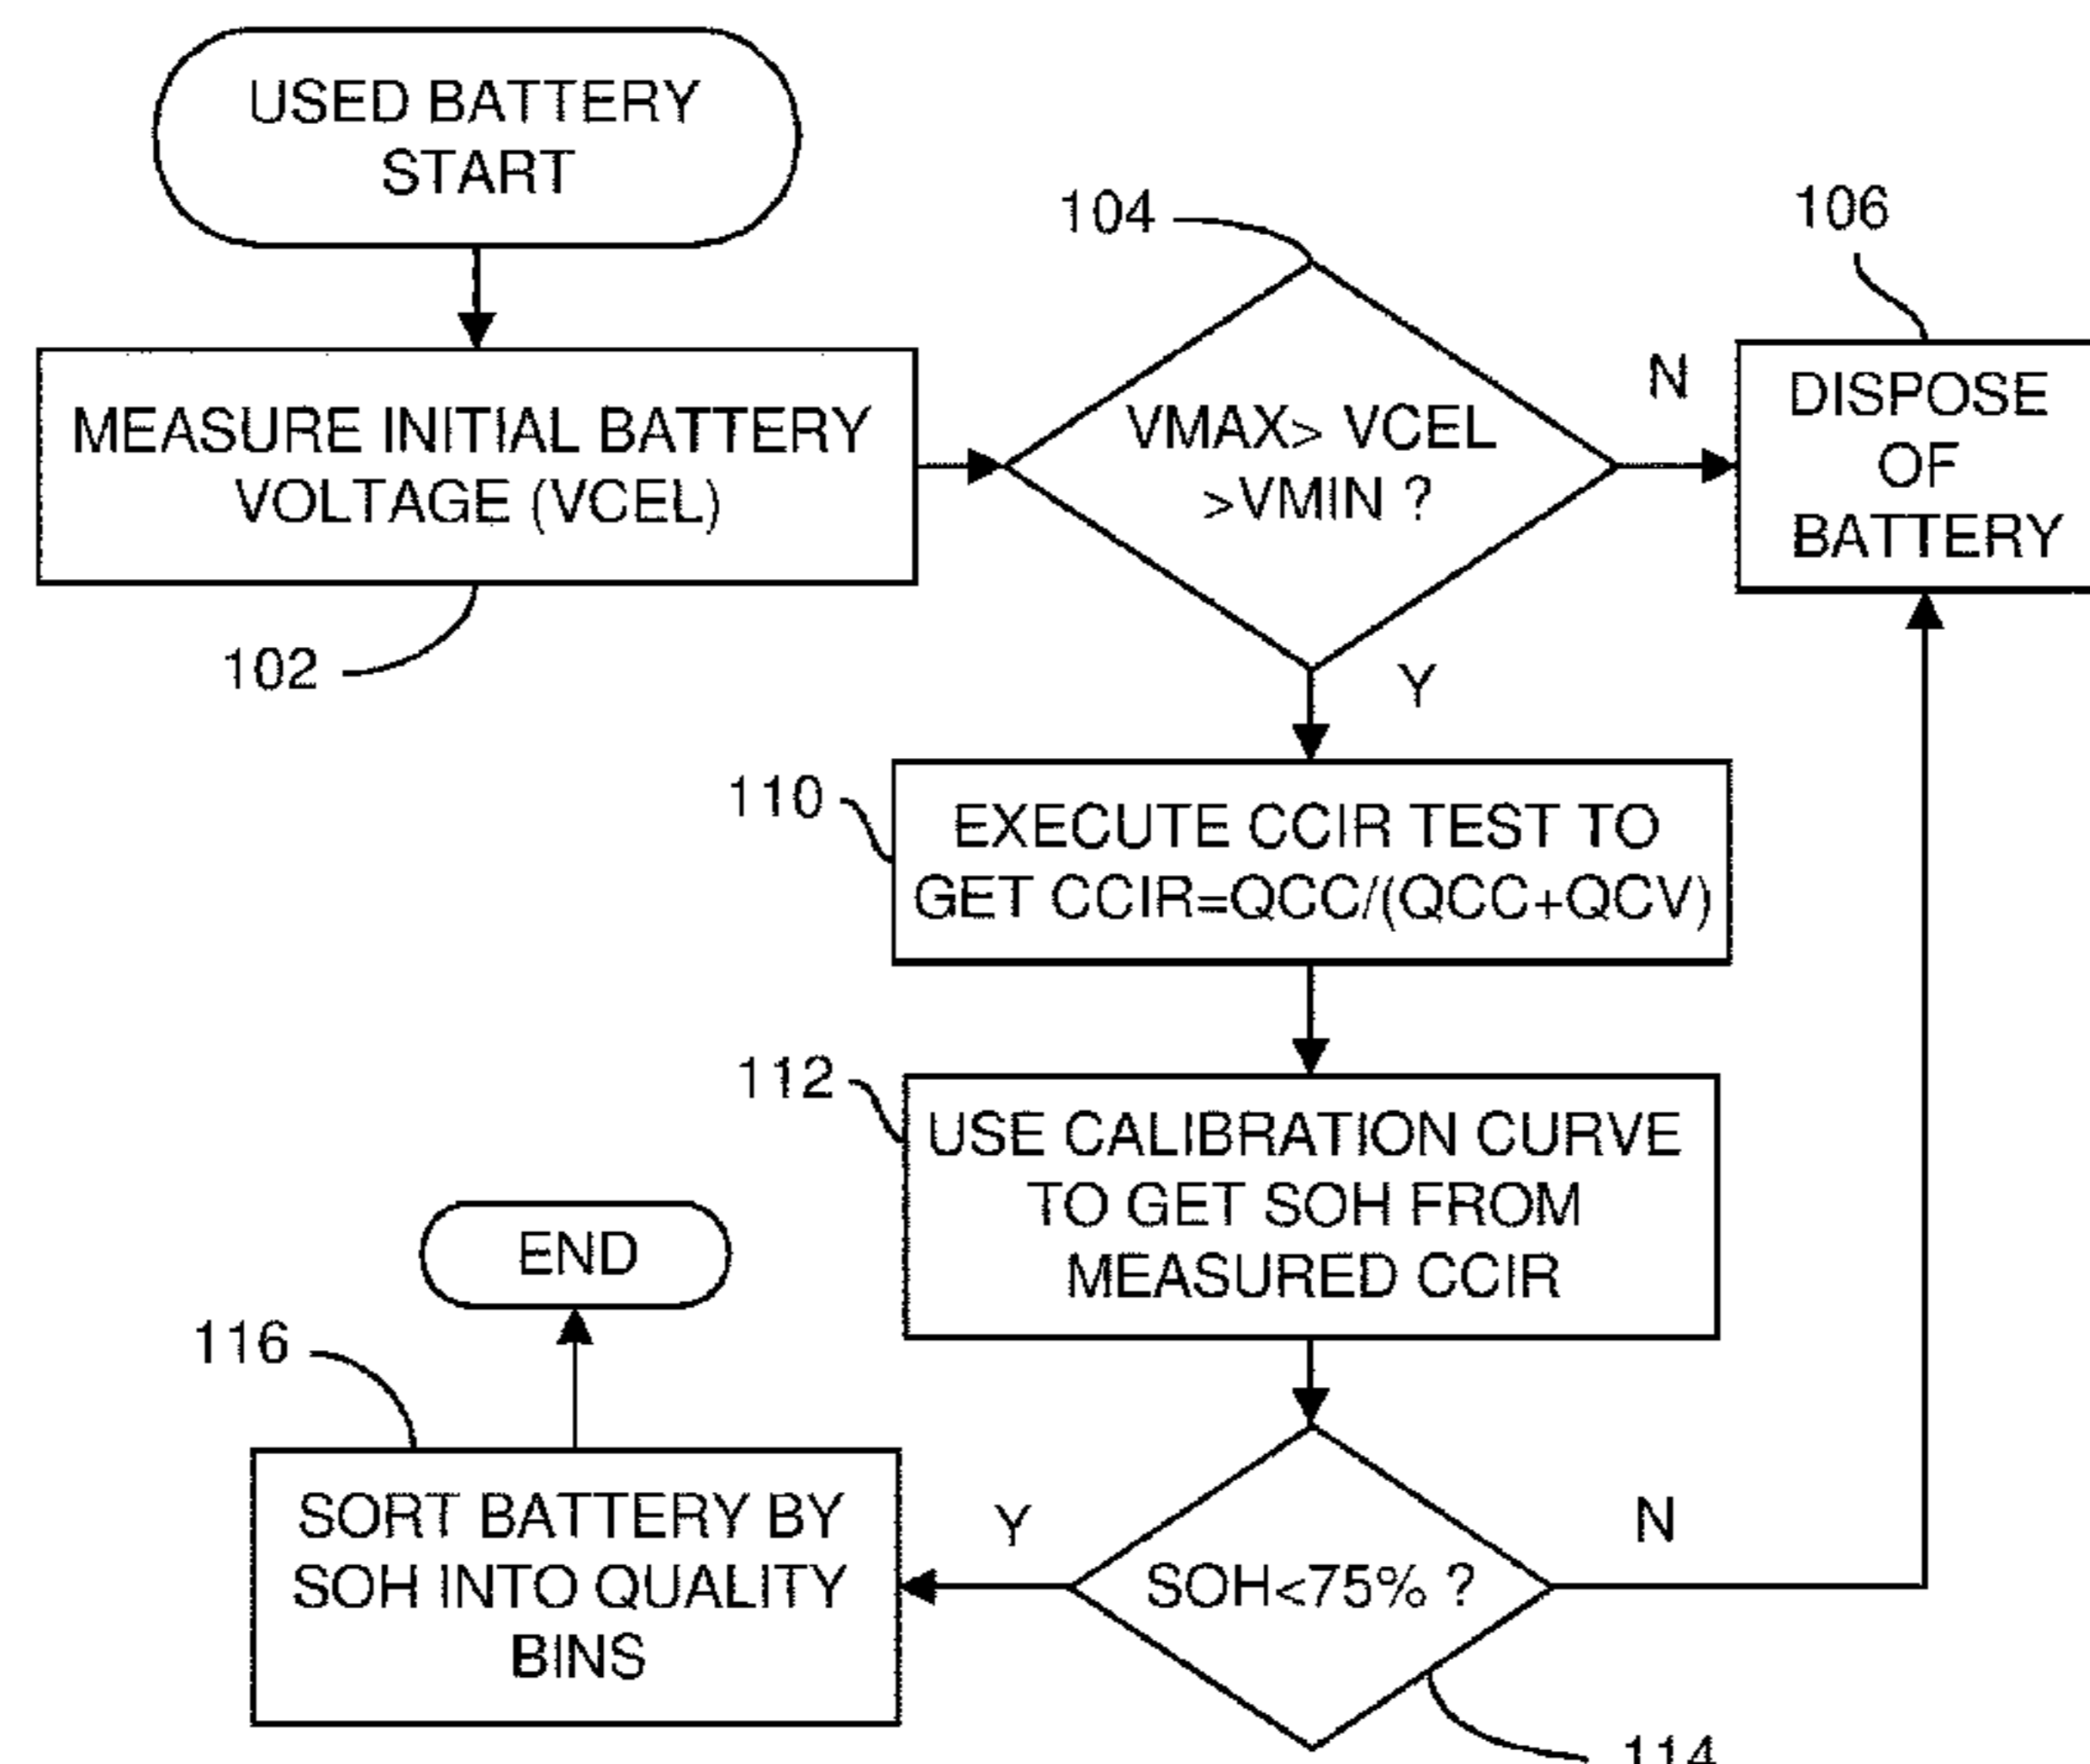 USED BATTERY
START
104
106
MEASURE INITIAL BATTERY
VOLTAGE (VCEL)
102
VMAX> VCEL
>VMIN ?
N
DISPOSE
OF
BATTERY
Y
110
EXECUTE CCIR TEST TO
GET CCIR=QCC/(QCC+QCV)
112
USE CALIBRATION CURVE
TO GET SOH FROM
MEASURED CCIR
END
116
SORT BATTERY BY
SOH INTO QUALITY
BINS
Y
SOH<75% ?
N
114